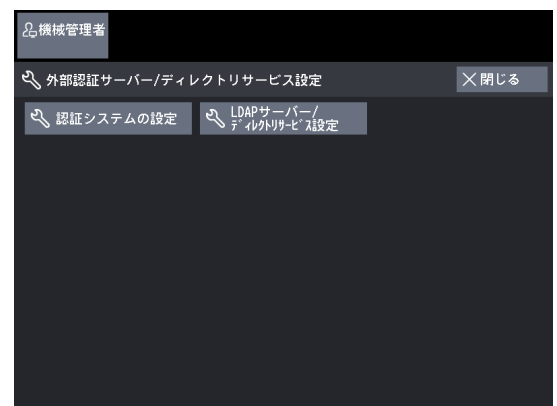 機械管理者
外部認証サーバー/ディレクトリサービス設定
閉じる
認証システムの設定
LDAPサーバー/
ディレクトリサービス設定